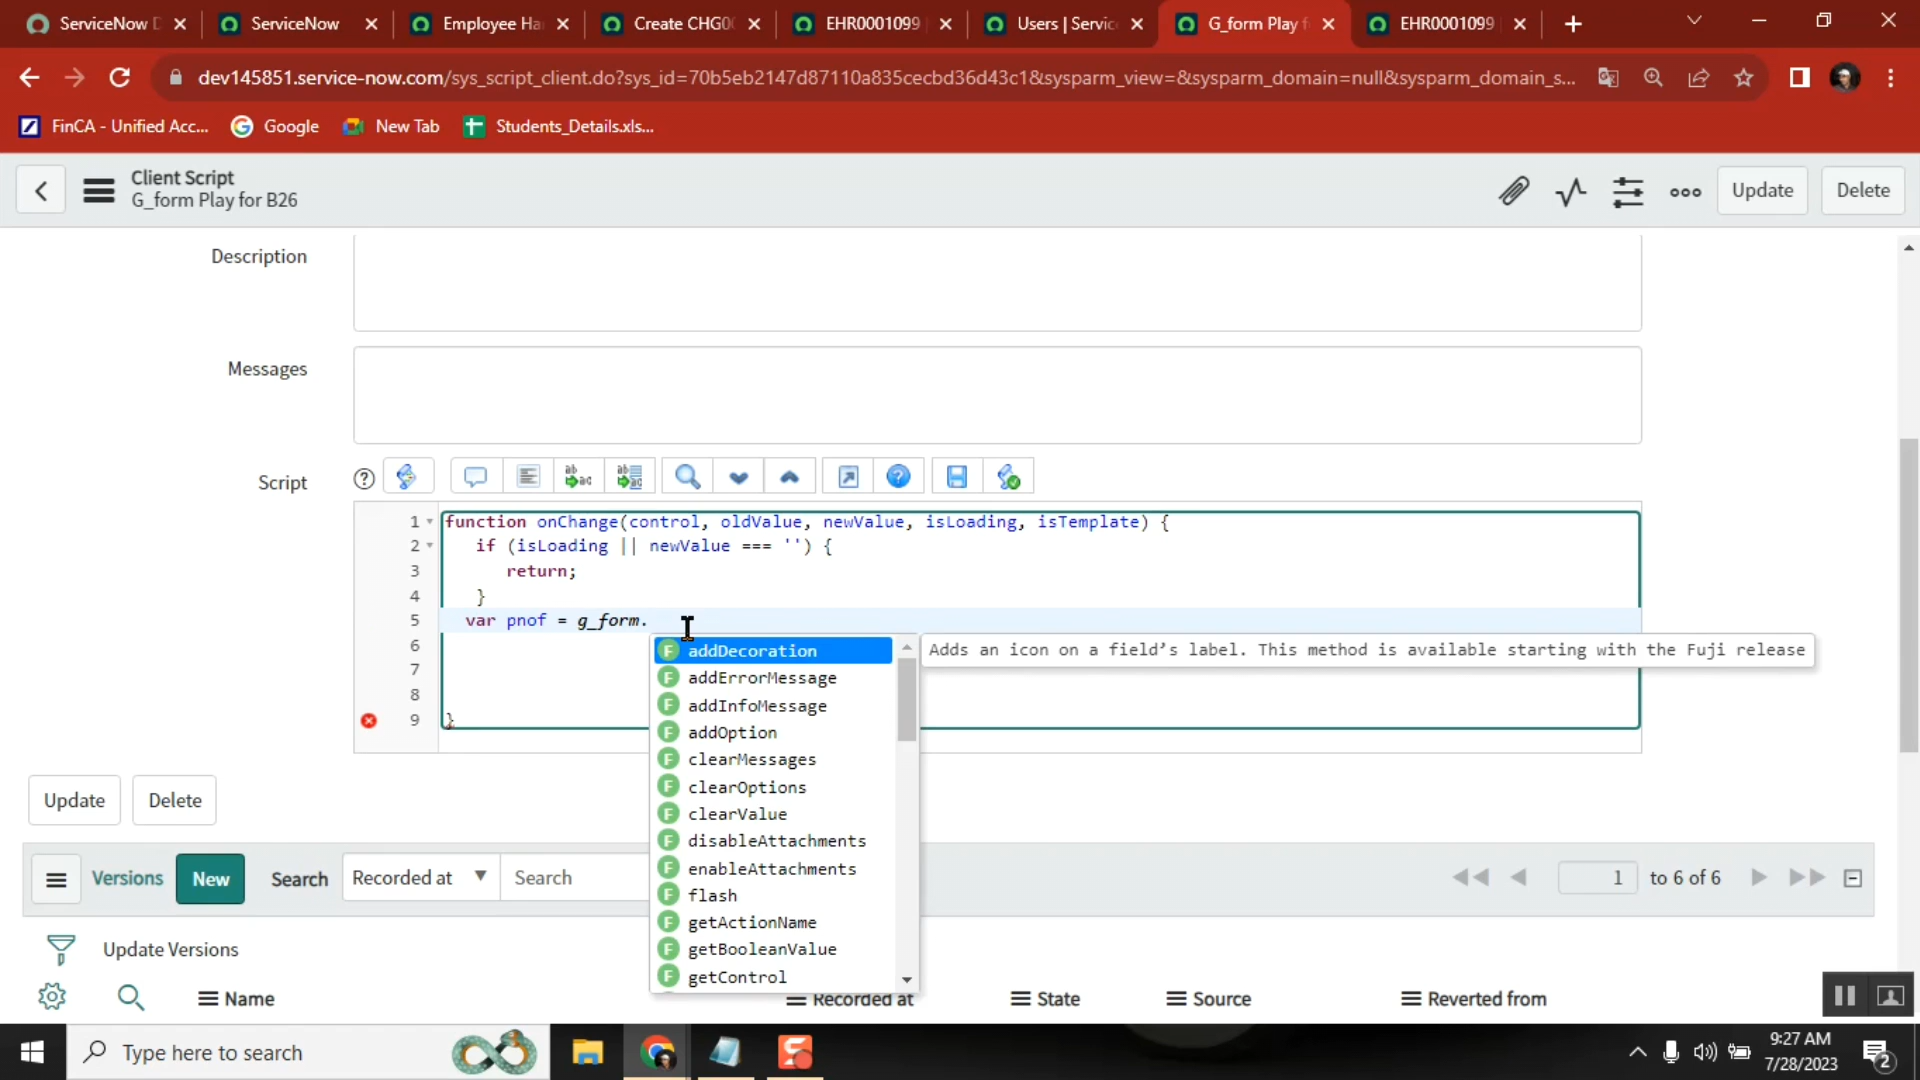 ServiceNow D
ServiceNow
Employee Ha
Create CHG0
EHR0001099
Users | Servic
G_form Play f
EHR0001099
dev145851.service-now.com/sys_script_client.do?sys_id=70b5eb2147d87110a835cecbd36d43c1&sysparm_view=&sysparm_domain=null&sysparm_domain_s...
FinCA - Unified Acc...
Google
New Tab
Students_Details.xls...
Client Script
G_form Play for B26
Update
Delete
Description
Messages
Script
1 function onChange(control, oldValue, newValue, isLoading, isTemplate) {
2 if (isLoading || newValue === '') {
3 return;
4 }
5 var pnof = g_form.
6
7
8
9 }
addDecoration
Adds an icon on a field's label. This method is available starting with the Fuji release
addErrorMessage
addInfoMessage
addOption
clearMessages
clearOptions
clearValue
disableAttachments
enableAttachments
flash
getActionName
getBooleanValue
getControl
Update
Delete
Versions
New
Search
Recorded at
Search
1 to 6 of 6
Update Versions
Name
Recorded at
State
Source
Reverted from
Type here to search
9:27 AM
7/28/2023
2